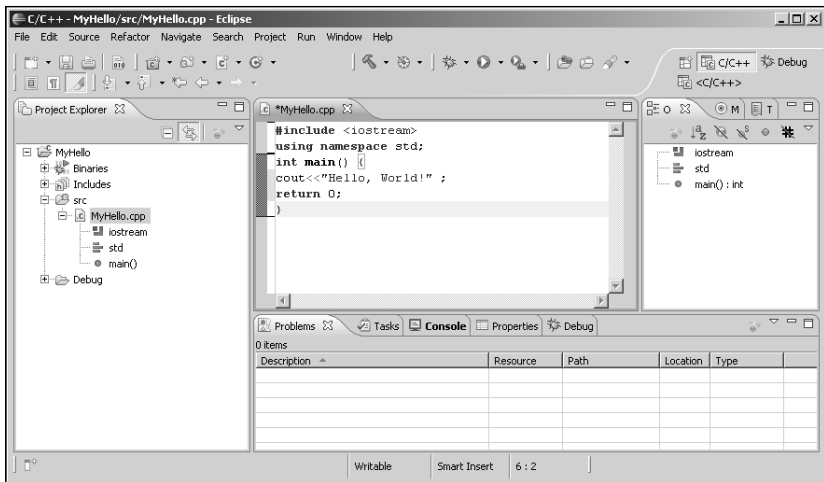 C/C++ - MyHello/src/MyHello.cpp - Eclipse
File Edit Source Refactor Navigate Search Project Run Window Help
C/C++ Debug
<C/C++>
Project Explorer
MyHello
Binaries
Includes
src
MyHello.cpp
iostream
std
main()
Debug
*MyHello.cpp
#include <iostream>
using namespace std;
int main() {
cout<<"Hello, World!" ;
return 0;
}
O M T
iostream
std
main() : int
Problems Tasks Console Properties Debug
0 items
Description Resource Path Location Type
Writable Smart Insert 6 : 2